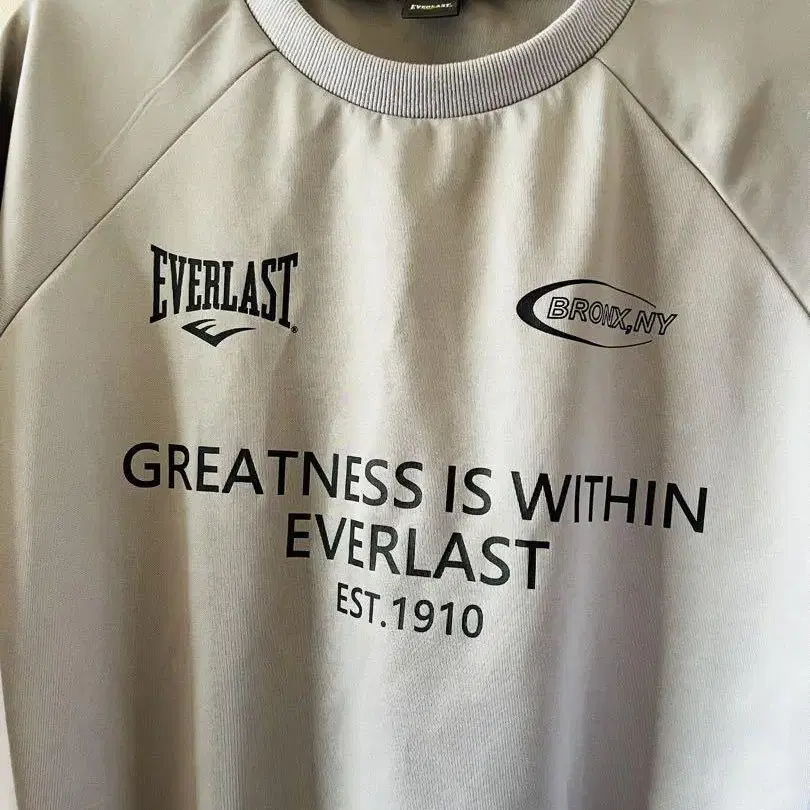 EVERLAST
EVERLAST®
BRONX,NY
GREATNESS IS WITHIN
EVERLAST
EST.1910